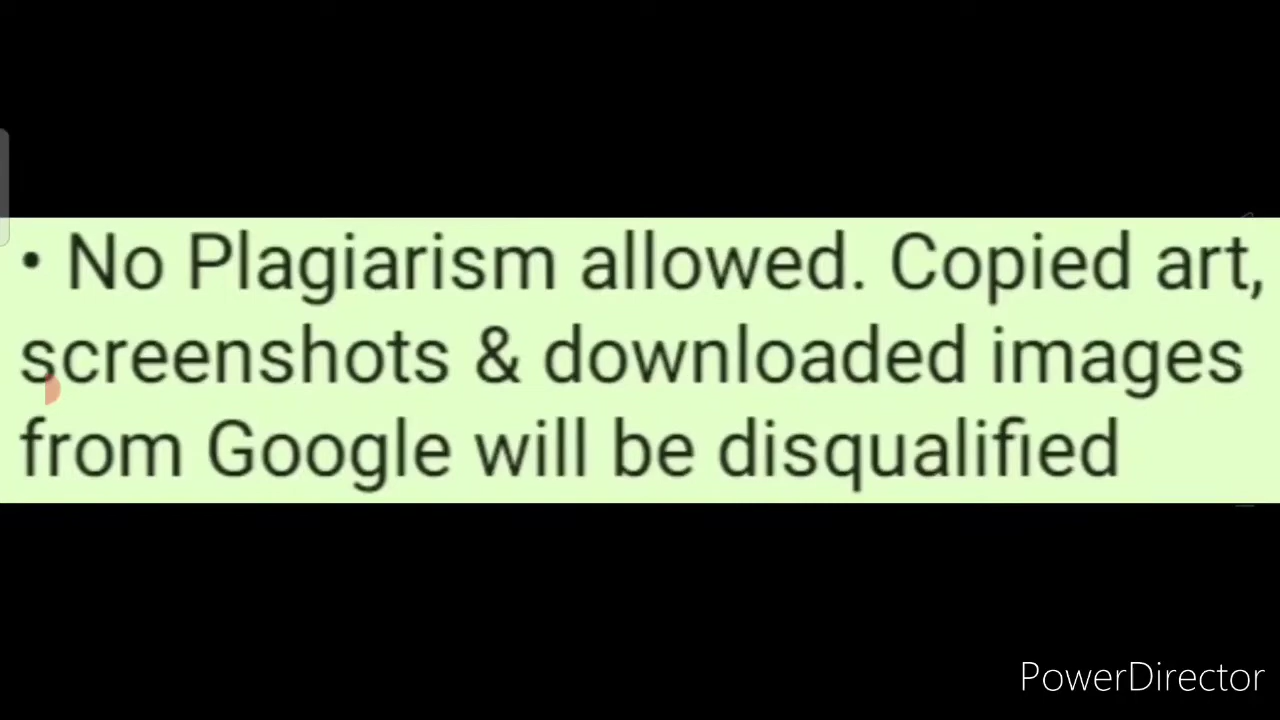 • No Plagiarism allowed. Copied art,
screenshots & downloaded images
from Google will be disqualified
PowerDirector